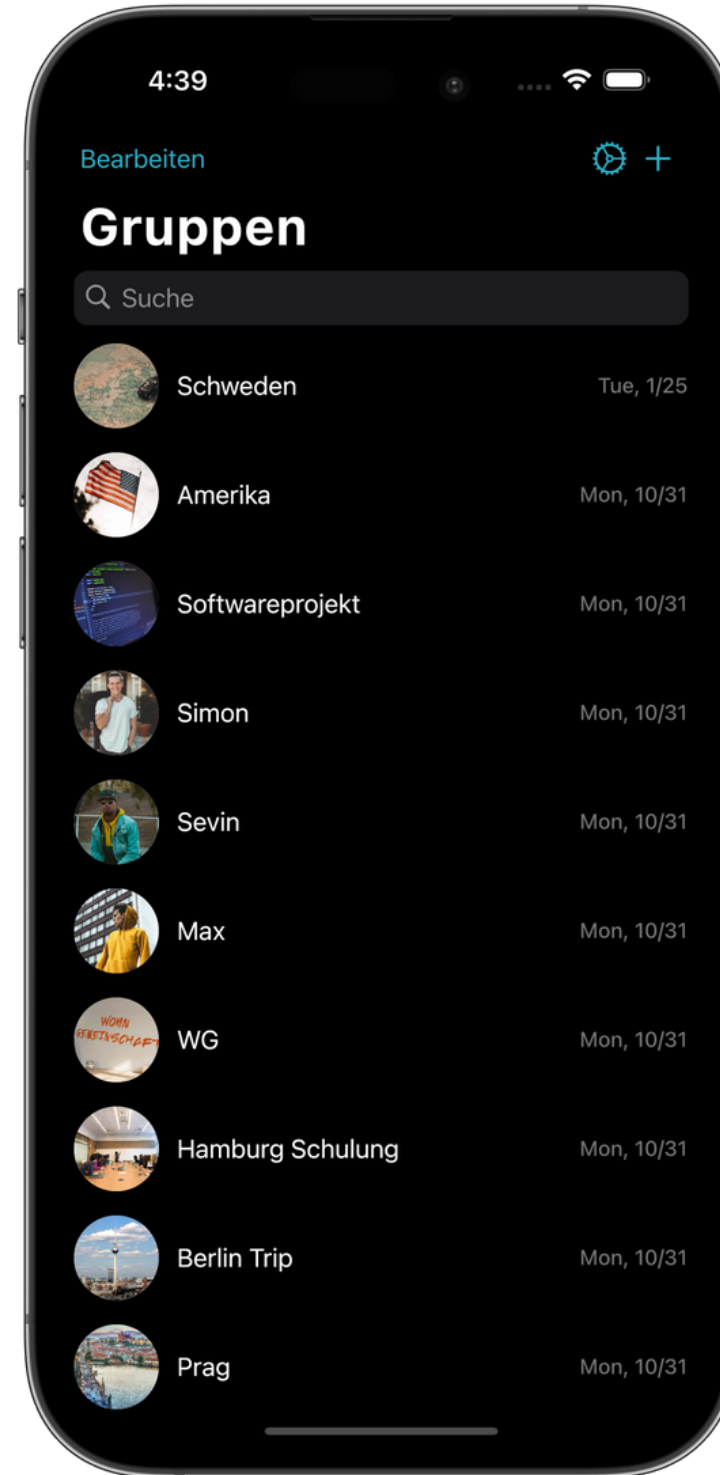 4:39
Bearbeiten
Gruppen
Suche
Schweden Tue, 1/25
Amerika Mon, 10/31
Softwareprojekt Mon, 10/31
Simon Mon, 10/31
Sevin Mon, 10/31
Max Mon, 10/31
WOHN
GEMEINSCHAFT
WG Mon, 10/31
Hamburg Schulung Mon, 10/31
Berlin Trip Mon, 10/31
Prag Mon, 10/31